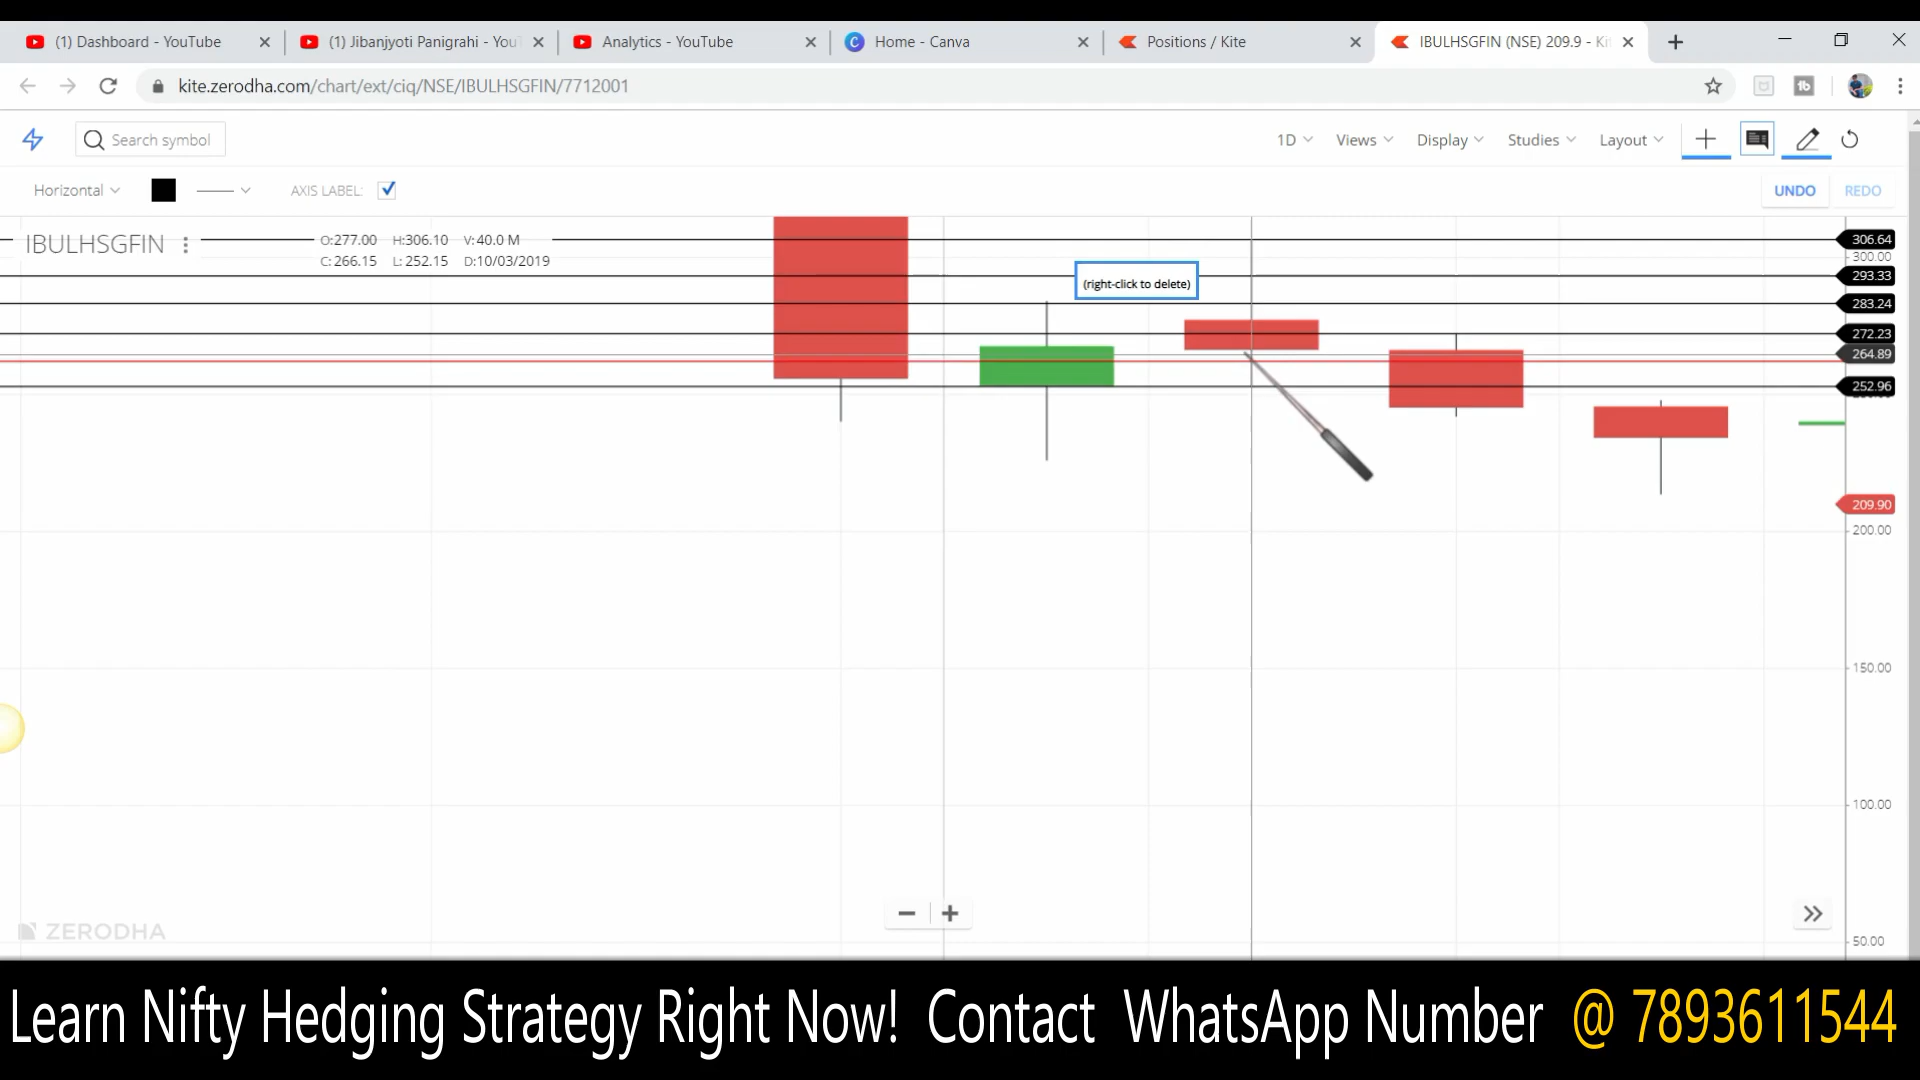 (1) Dashboard - YouTube
(1) Jibanjyoti Panigrahi - You
Analytics - YouTube
Home - Canva
Positions / Kite
IBULHSGFIN (NSE) 209.9 - Ki
kite.zerodha.com/chart/ext/ciq/NSE/IBULHSGFIN/7712001
Search symbol
1D
Views
Display
Studies
Layout
Horizontal
AXIS LABEL:
UNDO
REDO
IBULHSGFIN
O:277.00 H:306.10 V:40.0 M
C:266.15 L:252.15 D:10/03/2019
(right-click to delete)
306.64
300.00
293.33
283.24
272.23
264.89
252.96
209.90
200.00
150.00
100.00
50.00
ZERODHA
Learn Nifty Hedging Strategy Right Now! Contact WhatsApp Number @ 7893611544